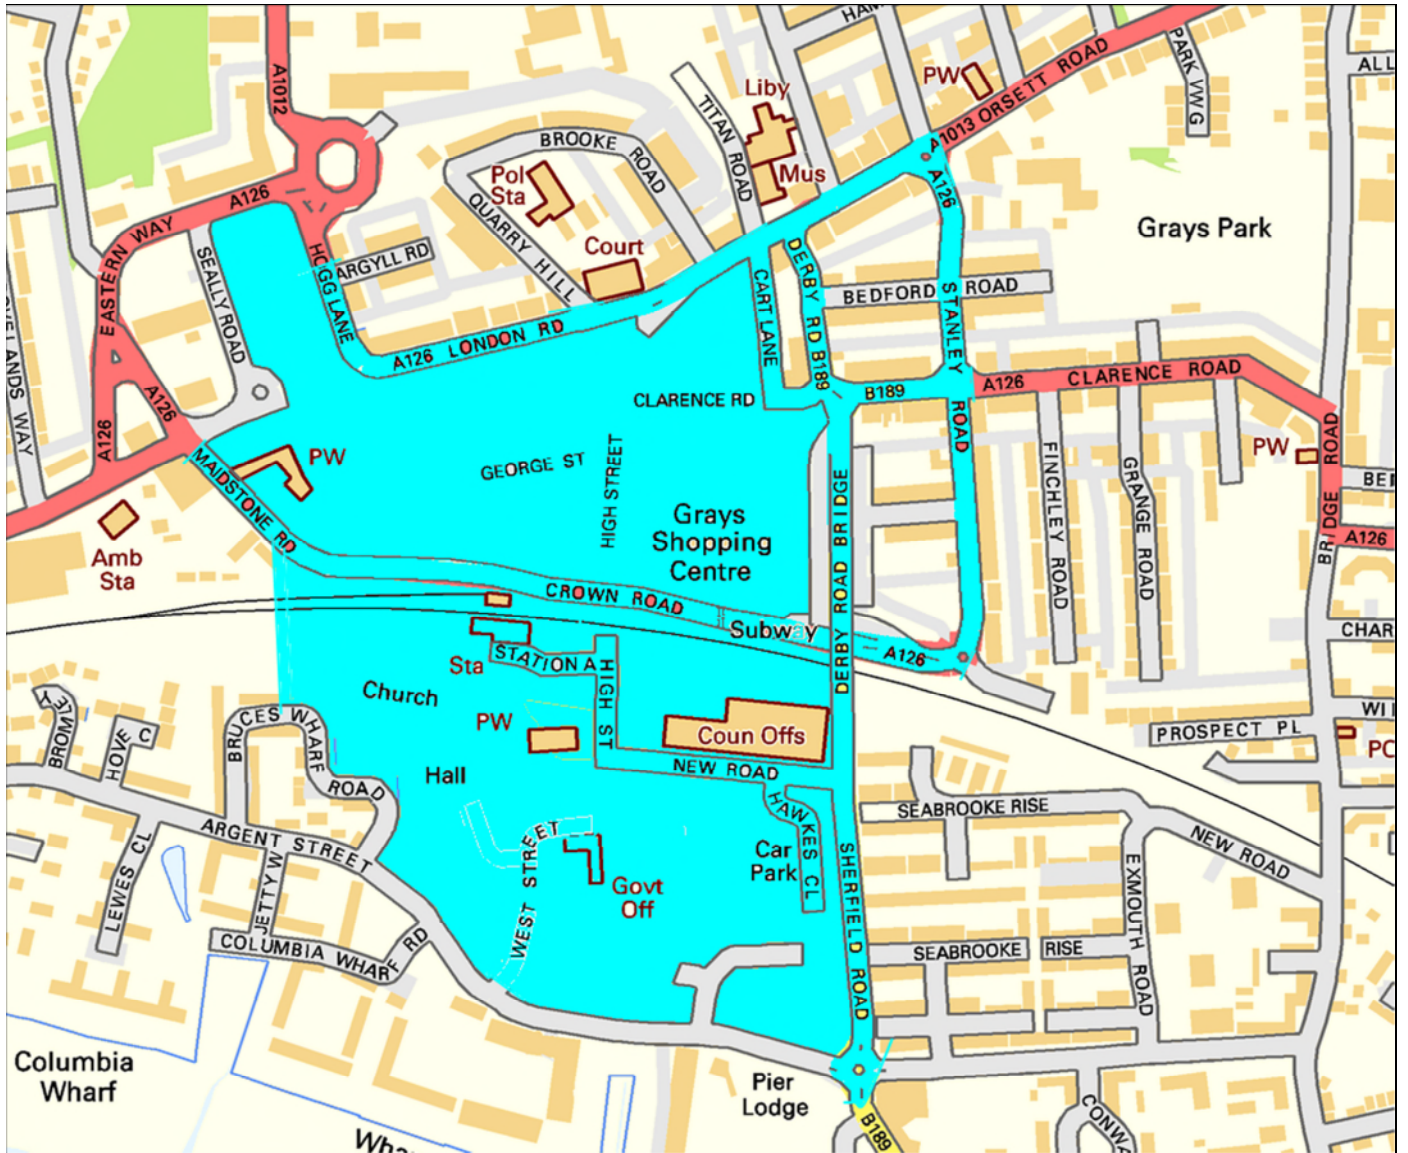 A1012
A126
EASTERN WAY
SEALLY ROAD
A126
A126
HOGG LANE
ARGYLL RD
BROOKE ROAD
Pol
Sta
QUARRY HILL
Court
TITAN ROAD
Liby
Mus
PW
A1013 ORSETT ROAD
PARK VWG
ALL
Grays Park
A126
STANLEY ROAD
BEDFORD ROAD
DERBY RD B189
CART LANE
A126 LONDON RD
CLARENCE RD
B189
A126 CLARENCE ROAD
BRIDGE ROAD
PW
A126
FINCHLEY ROAD
GRANGE ROAD
GEORGE ST
HIGH STREET
Grays
Shopping
Centre
DERBY ROAD BRIDGE
PW
MAIDSTONE RD
Amb
Sta
CROWN ROAD
Subway
A126
CHAR
Sta
STATION A
HIGH ST
Church
PW
Hall
Coun Offs
NEW ROAD
HAWKES CL
Car
Park
SHERFIELD ROAD
WEST STREET
Govt
Off
BROMLEY
HOVE C
BRUCES WHARF ROAD
ARGENT STREET
LEWES CL
JETTY W
COLUMBIA WHARF RD
Columbia
Wharf
Wha
Pier
Lodge
B189
PROSPECT PL
SEABROOKE RISE
NEW ROAD
EXMOUTH ROAD
SEABROOKE RISE
CONWA